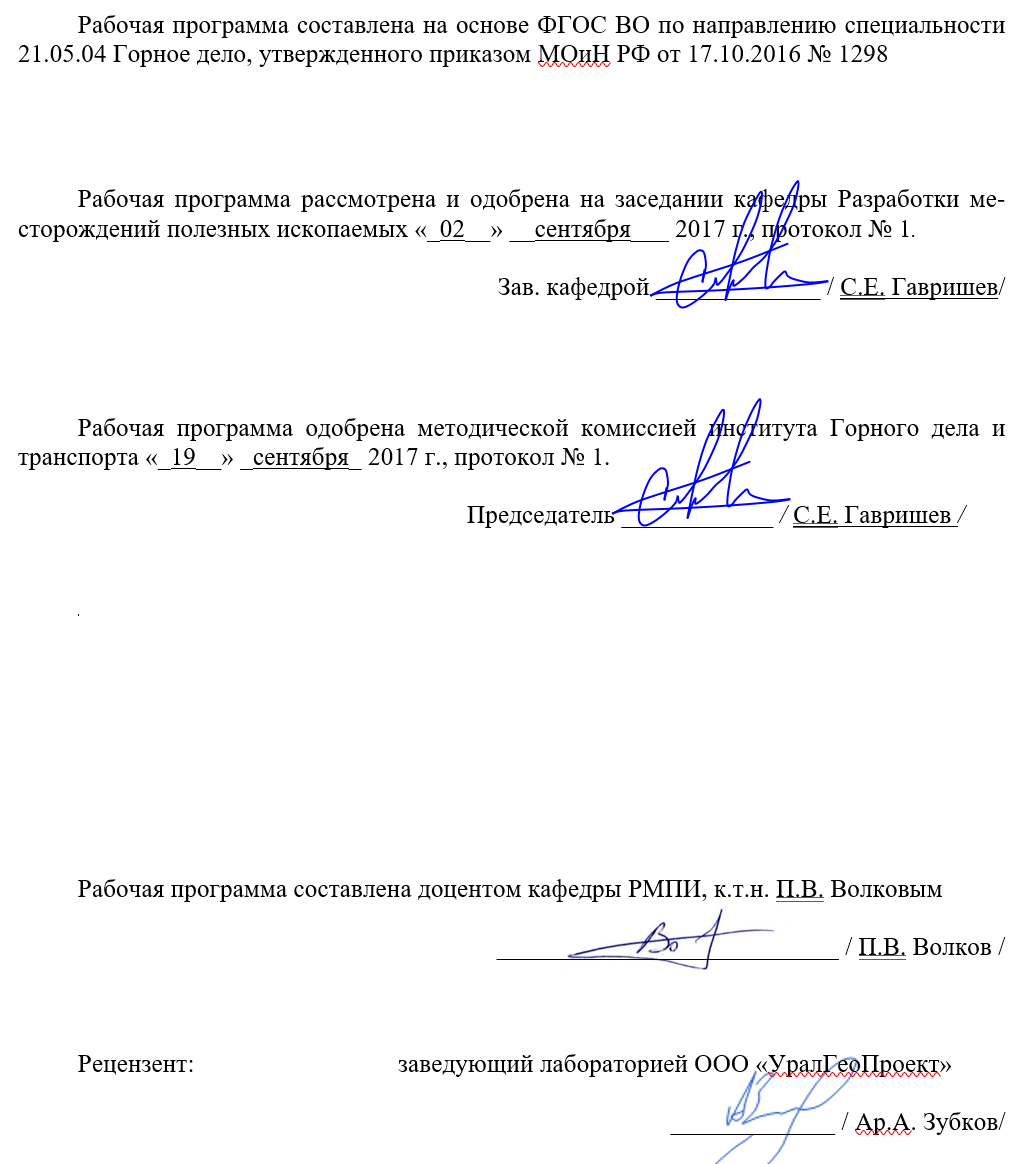 Рабочая программа составлена на основе ФГОС ВО по направлению специальности
21.05.04 Горное дело, утвержденного приказом МОиН РФ от 17.10.2016 № 1298
Рабочая программа рассмотрена и одобрена на заседании кафедры Разработки ме-
сторождений полезных ископаемых «_02__» __сентября___ 2017 г., протокол № 1.
Зав. кафедрой _____________ / С.Е. Гавришев/
Рабочая программа одобрена методической комиссией института Горного дела и
транспорта «_19__» _сентября_ 2017 г., протокол № 1.
Председатель ____________ / С.Е. Гавришев /
Рабочая программа составлена доцентом кафедры РМПИ, к.т.н. П.В. Волковым
___________________________ / П.В. Волков /
Рецензент: заведующий лабораторией ООО «УралГеоПроект»
_____________ / Ар.А. Зубков/